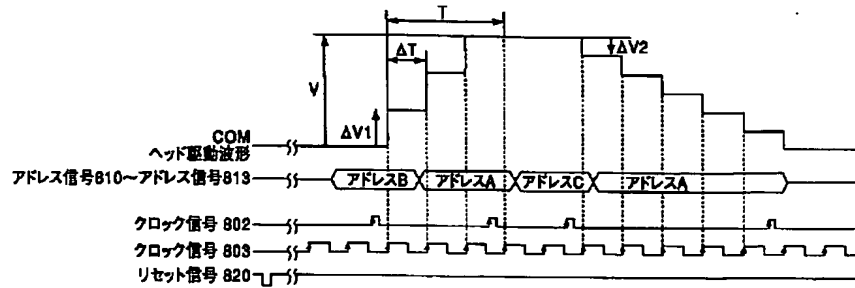 T
ΔT
ΔV2
V
ΔV1
COM
ヘッド駆動波形
アドレス信号810～アドレス信号813
アドレスB アドレスA アドレスC アドレスA
クロック信号 802
クロック信号 803
リセット信号 820